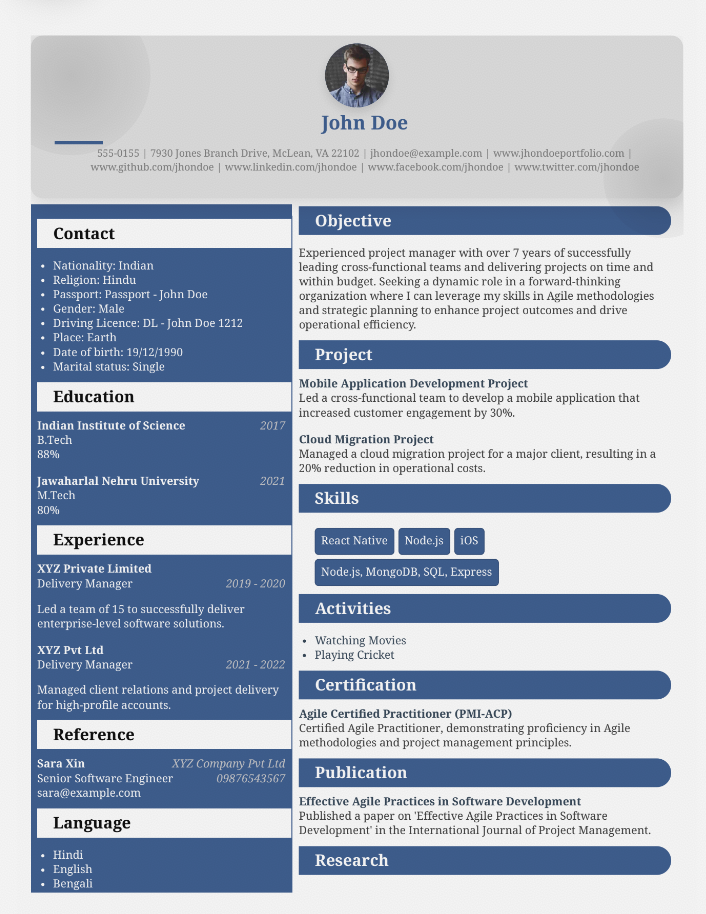 John Doe
555-0155 | 7930 Jones Branch Drive, McLean, VA 22102 | jhondoe@example.com | www.jhondoeportfolio.com |
www.github.com/jhondoe | www.linkedin.com/jhondoe | www.facebook.com/jhondoe | www.twitter.com/jhondoe
Contact
• Nationality: Indian
• Religion: Hindu
• Passport: Passport - John Doe
• Gender: Male
• Driving Licence: DL - John Doe 1212
• Place: Earth
• Date of birth: 19/12/1990
• Marital status: Single
Education
Indian Institute of Science 2017
B.Tech
88%
Jawaharlal Nehru University 2021
M.Tech
80%
Experience
XYZ Private Limited
Delivery Manager 2019 - 2020
Led a team of 15 to successfully deliver
enterprise-level software solutions.
XYZ Pvt Ltd
Delivery Manager 2021 - 2022
Managed client relations and project delivery
for high-profile accounts.
Reference
Sara Xin XYZ Company Pvt Ltd
Senior Software Engineer 09876543567
sara@example.com
Language
• Hindi
• English
• Bengali
Objective
Experienced project manager with over 7 years of successfully
leading cross-functional teams and delivering projects on time and
within budget. Seeking a dynamic role in a forward-thinking
organization where I can leverage my skills in Agile methodologies
and strategic planning to enhance project outcomes and drive
operational efficiency.
Project
Mobile Application Development Project
Led a cross-functional team to develop a mobile application that
increased customer engagement by 30%.
Cloud Migration Project
Managed a cloud migration project for a major client, resulting in a
20% reduction in operational costs.
Skills
React Native Node.js iOS
Node.js, MongoDB, SQL, Express
Activities
• Watching Movies
• Playing Cricket
Certification
Agile Certified Practitioner (PMI-ACP)
Certified Agile Practitioner, demonstrating proficiency in Agile
methodologies and project management principles.
Publication
Effective Agile Practices in Software Development
Published a paper on 'Effective Agile Practices in Software
Development' in the International Journal of Project Management.
Research